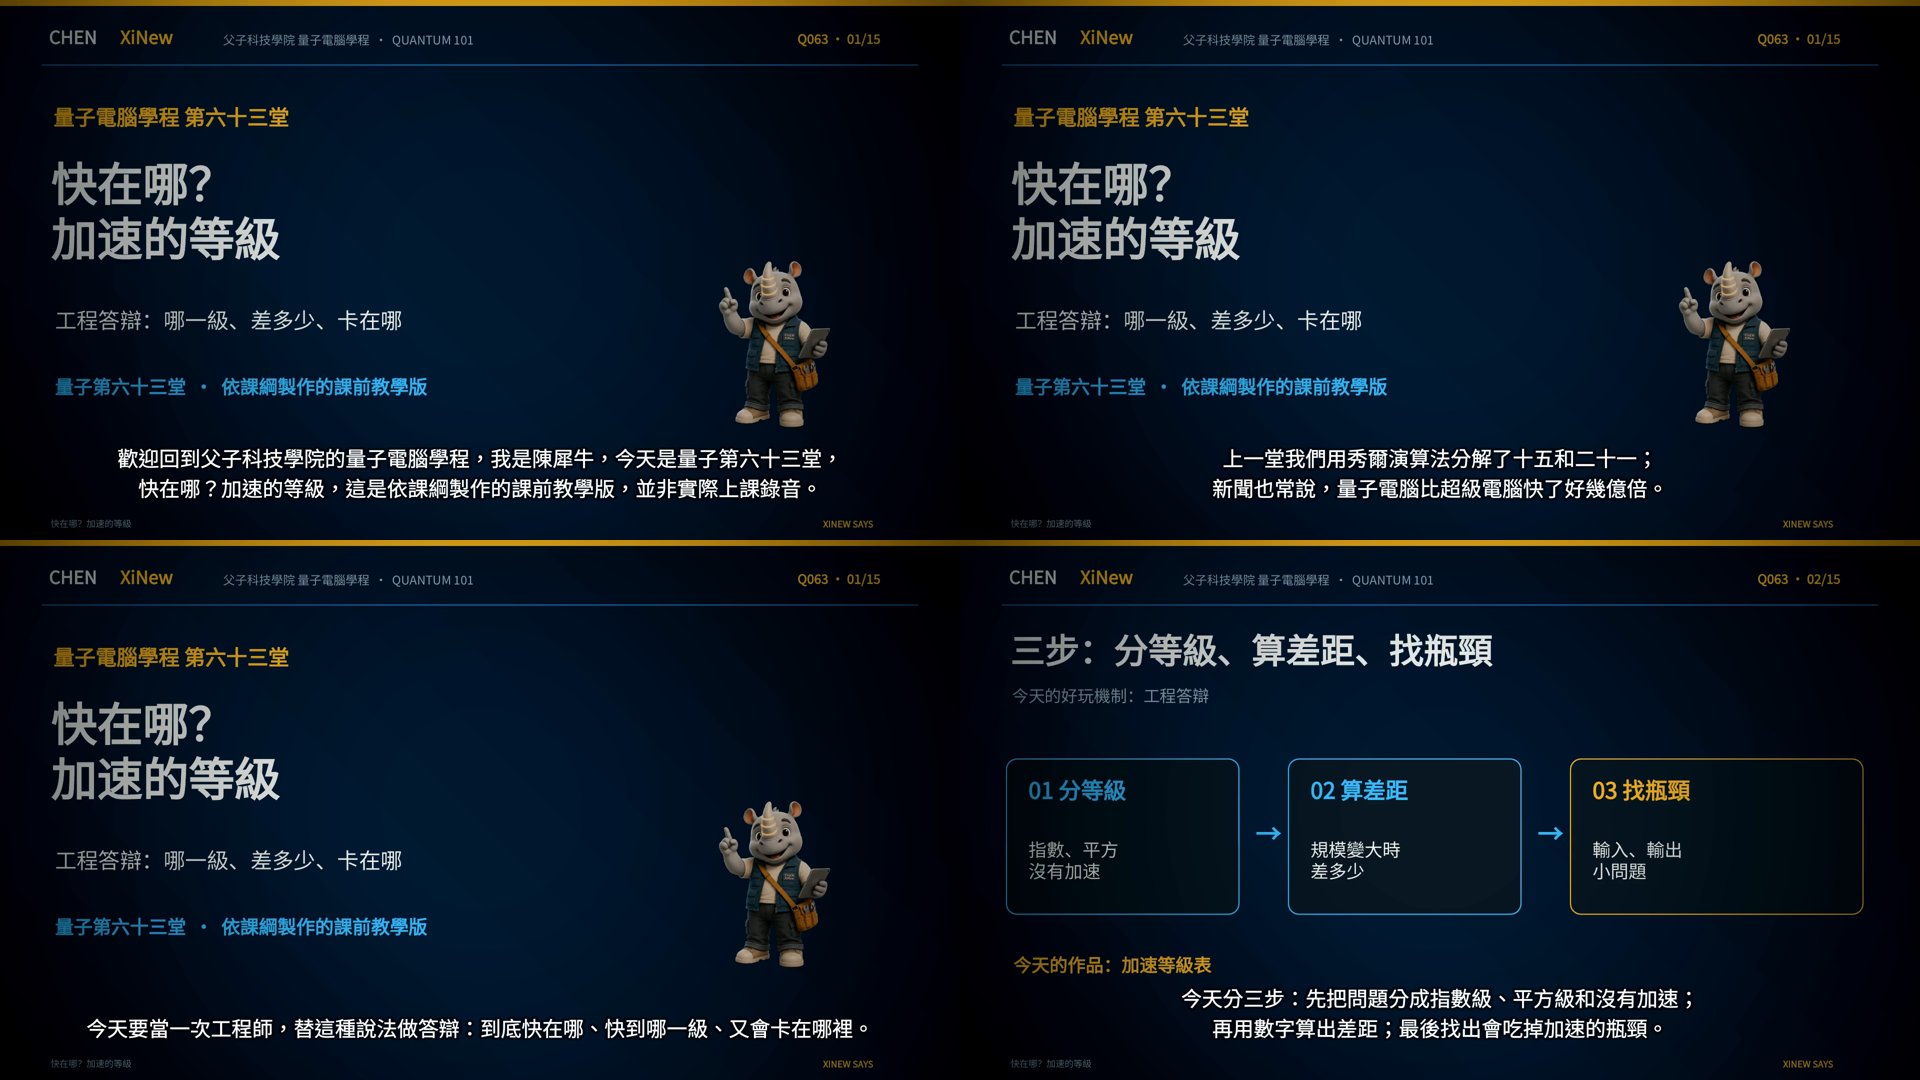 CHEN XiNew 父子科技學院 量子電腦學程 · QUANTUM 101 Q063 · 01/15
量子電腦學程 第六十三堂
快在哪?
加速的等級
工程答辯：哪一級、差多少、卡在哪
量子第六十三堂 · 依課綱製作的課前教學版
歡迎回到父子科技學院的量子電腦學程，我是陳犀牛，今天是量子第六十三堂，
快在哪？加速的等級，這是依課綱製作的課前教學版，並非實際上課錄音。
快在哪？加速的等級 XINEW SAYS
CHEN XiNew 父子科技學院 量子電腦學程 · QUANTUM 101 Q063 · 01/15
量子電腦學程 第六十三堂
快在哪?
加速的等級
工程答辯：哪一級、差多少、卡在哪
量子第六十三堂 · 依課綱製作的課前教學版
上一堂我們用秀爾演算法分解了十五和二十一；
新聞也常說，量子電腦比超級電腦快了好幾億倍。
快在哪？加速的等級 XINEW SAYS
CHEN XiNew 父子科技學院 量子電腦學程 · QUANTUM 101 Q063 · 01/15
量子電腦學程 第六十三堂
快在哪?
加速的等級
工程答辯：哪一級、差多少、卡在哪
量子第六十三堂 · 依課綱製作的課前教學版
今天要當一次工程師，替這種說法做答辯：到底快在哪、快到哪一級、又會卡在哪裡。
快在哪？加速的等級 XINEW SAYS
CHEN XiNew 父子科技學院 量子電腦學程 · QUANTUM 101 Q063 · 02/15
三步：分等級、算差距、找瓶頸
今天的好玩機制：工程答辯
01 分等級
指數、平方
沒有加速
→
02 算差距
規模變大時
差多少
→
03 找瓶頸
輸入、輸出
小問題
今天的作品：加速等級表
今天分三步：先把問題分成指數級、平方級和沒有加速；
再用數字算出差距；最後找出會吃掉加速的瓶頸。
快在哪？加速的等級 XINEW SAYS